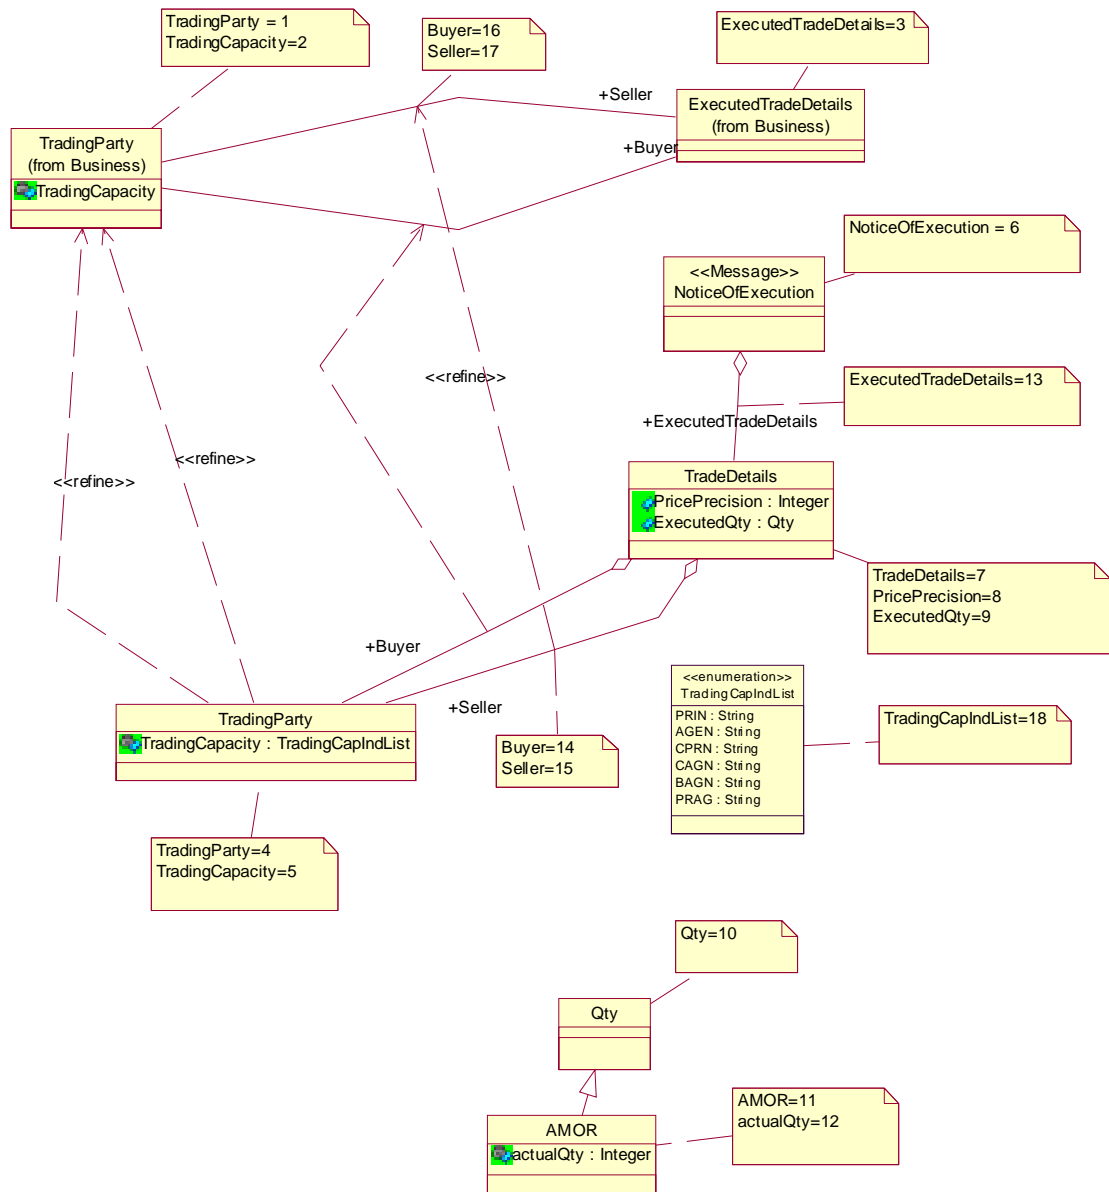 TradingParty = 1
TradingCapacity=2
Buyer=16
Seller=17
ExecutedTradeDetails=3
+Seller
ExecutedTradeDetails
(from Business)
TradingParty
(from Business)
TradingCapacity
+Buyer
NoticeOfExecution = 6
<<Message>>
NoticeOfExecution
<<refine>>
ExecutedTradeDetails=13
+ExecutedTradeDetails
<<refine>>
<<refine>>
TradeDetails
PricePrecision : Integer
ExecutedQty : Qty
TradeDetails=7
PricePrecision=8
ExecutedQty=9
+Buyer
<<enumeration>>
TradingCapIndList
PRIN : String
AGEN : String
CPRN : String
CAGN : String
BAGN : String
PRAG : String
TradingCapIndList=18
+Seller
TradingParty
TradingCapacity : TradingCapIndList
Buyer=14
Seller=15
TradingParty=4
TradingCapacity=5
Qty=10
Qty
AMOR=11
actualQty=12
AMOR
actualQty : Integer